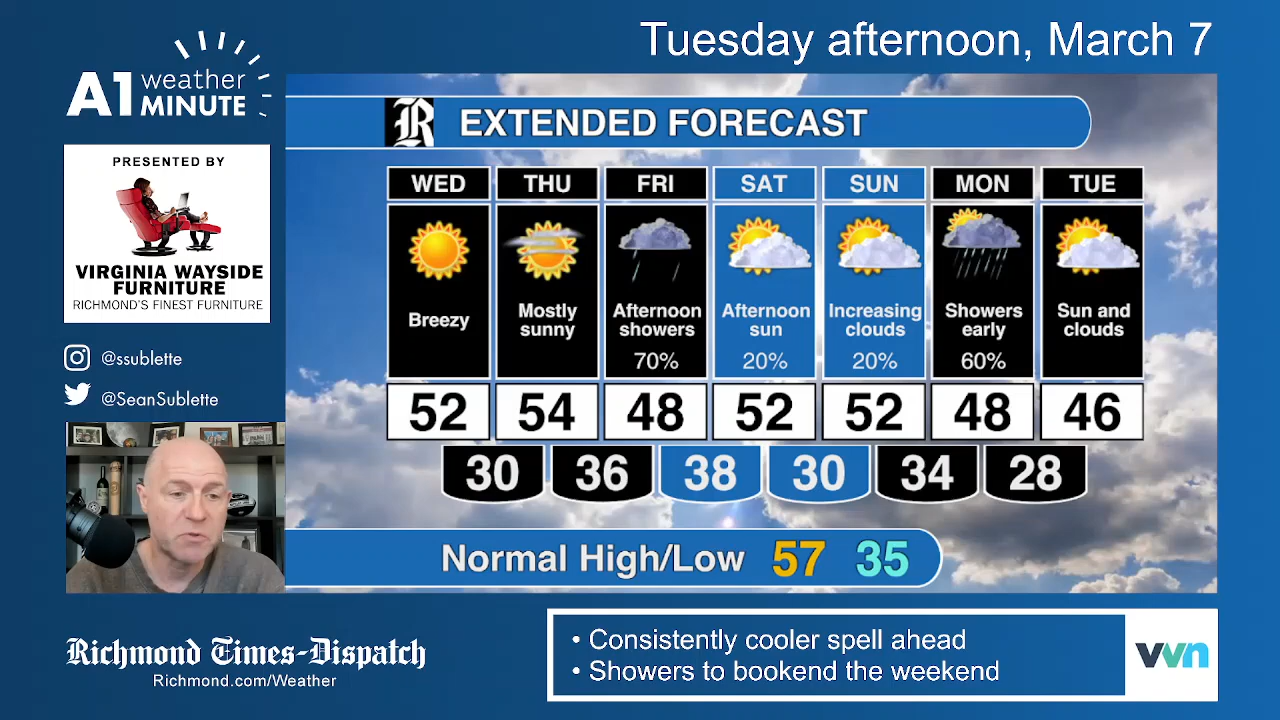 Tuesday afternoon, March 7
A1 weather
MINUTE
PRESENTED BY
VIRGINIA WAYSIDE
FURNITURE
RICHMOND'S FINEST FURNITURE
@ssublette
@SeanSublette
R EXTENDED FORECAST
WED THU FRI SAT SUN MON TUE
Breezy
Mostly
sunny
Afternoon
showers
70%
Afternoon
sun
20%
Increasing
clouds
20%
Showers
early
60%
Sun and
clouds
52 54 48 52 52 48 46
30 36 38 30 34 28
Normal High/Low 57 35
Richmond Times-Dispatch
Richmond.com/Weather
• Consistently cooler spell ahead
• Showers to bookend the weekend
vvn